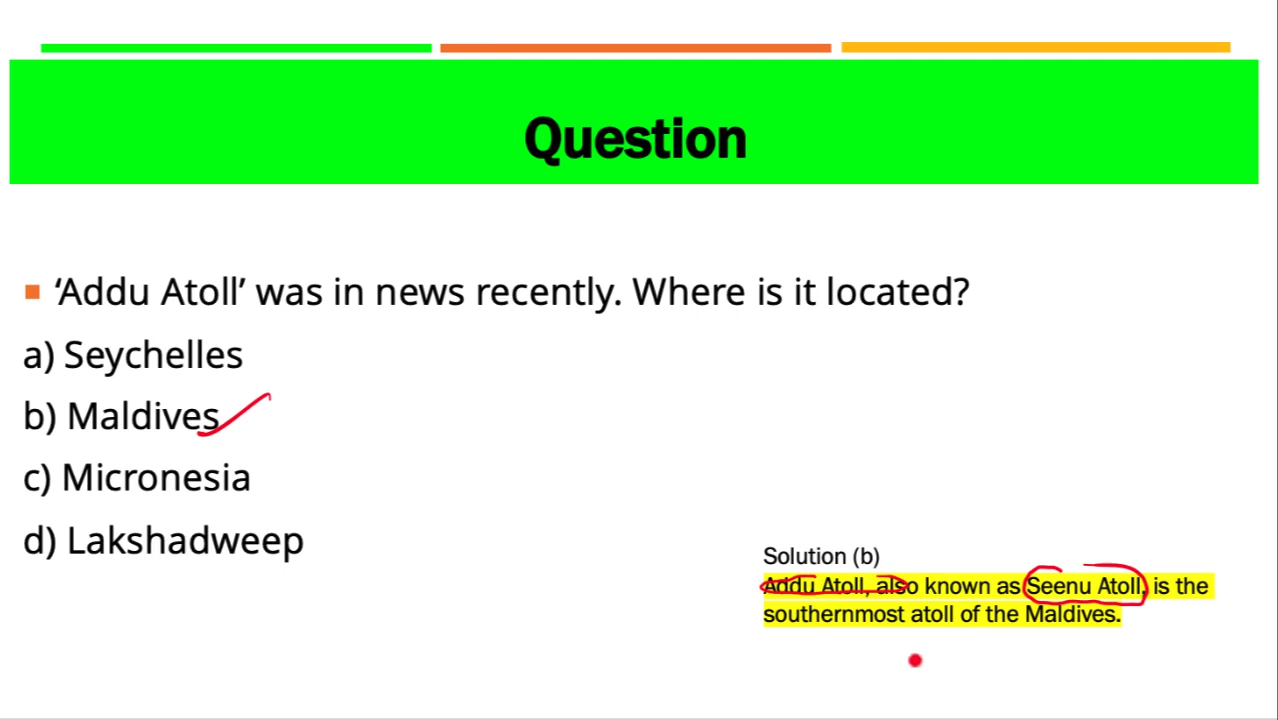 Question
‘Addu Atoll’ was in news recently. Where is it located?
a) Seychelles
b) Maldives
c) Micronesia
d) Lakshadweep
Solution (b)
Addu Atoll, also known as Seenu Atoll, is the
southernmost atoll of the Maldives.